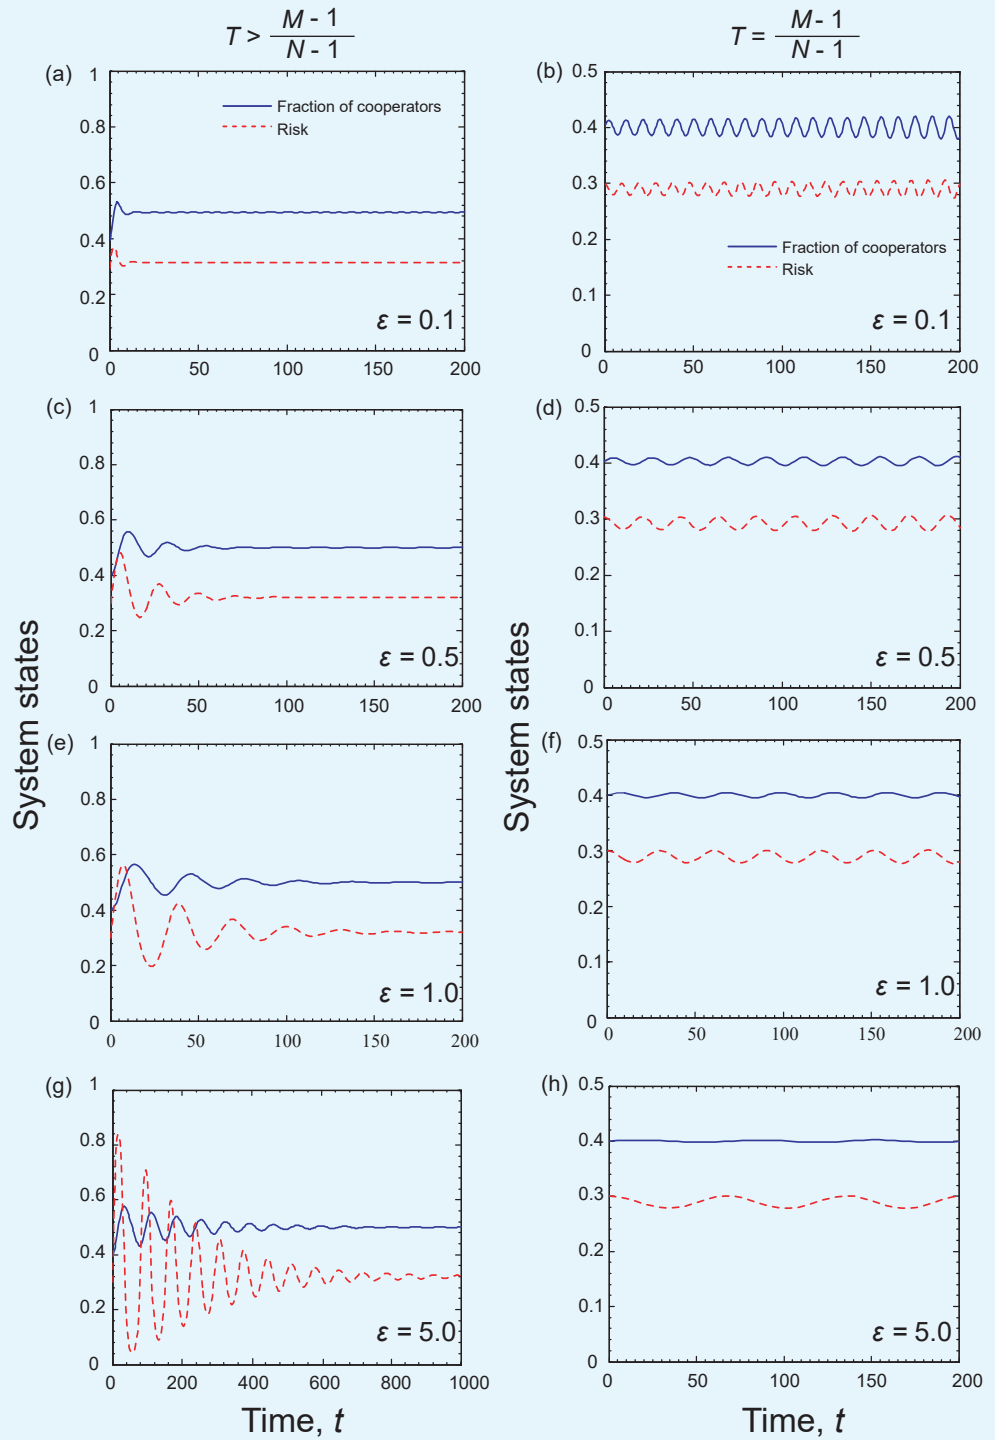 T > M - 1 / N - 1
T = M - 1 / N - 1
(a)
1
0.8
0.6
0.4
0.2
0
0 50 100 150 200
Fraction of cooperators
Risk
ε = 0.1
(b)
0.5
0.4
0.3
0.2
0.1
0
0 50 100 150 200
Fraction of cooperators
Risk
ε = 0.1
(c)
1
0.8
0.6
0.4
0.2
0
0 50 100 150 200
ε = 0.5
(d)
0.5
0.4
0.3
0.2
0.1
0
0 50 100 150 200
ε = 0.5
System states
System states
(e)
1
0.8
0.6
0.4
0.2
0
0 50 100 150 200
ε = 1.0
(f)
0.5
0.4
0.3
0.2
0.1
0
0 50 100 150 200
ε = 1.0
(g)
1
0.8
0.6
0.4
0.2
0
0 200 400 600 800 1000
ε = 5.0
(h)
0.5
0.4
0.3
0.2
0.1
0
0 50 100 150 200
ε = 5.0
Time, t
Time, t